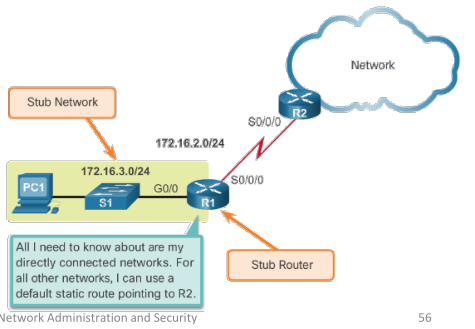 Network
Stub Network
R2
S0/0/0
172.16.2.0/24
172.16.3.0/24
PC1
S1
G0/0
S0/0/0
R1
All I need to know about are my
directly connected networks. For
all other networks, I can use a
default static route pointing to R2.
Stub Router
Network Administration and Security
56